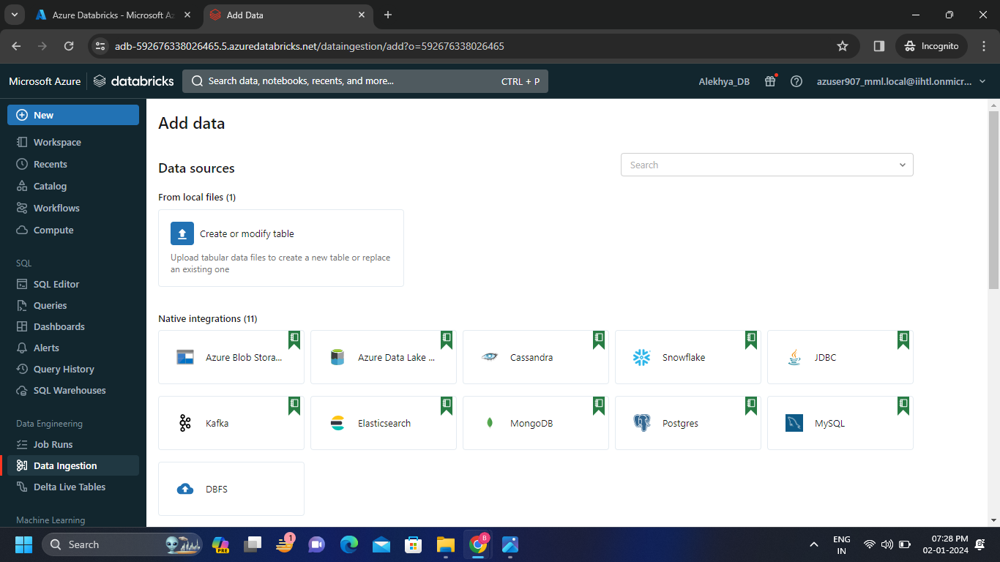 Azure Databricks - Microsoft Az
Add Data
adb-592676338026465.5.azuredatabricks.net/dataingestion/add?o=592676338026465
Incognito
Microsoft Azure
databricks
Search data, notebooks, recents, and more...
CTRL + P
Alekhya_DB
azuser907_mml.local@iihtl.onmicr...
New
Workspace
Recents
Catalog
Workflows
Compute
SQL
SQL Editor
Queries
Dashboards
Alerts
Query History
SQL Warehouses
Data Engineering
Job Runs
Data Ingestion
Delta Live Tables
Machine Learning
Add data
Data sources
Search
From local files (1)
Create or modify table
Upload tabular data files to create a new table or replace
an existing one
Native integrations (11)
Azure Blob Stora...
Azure Data Lake ...
Cassandra
Snowflake
JDBC
Kafka
Elasticsearch
MongoDB
Postgres
MySQL
DBFS
Search
PRE
1
B
ENG
IN
07:28 PM
02-01-2024